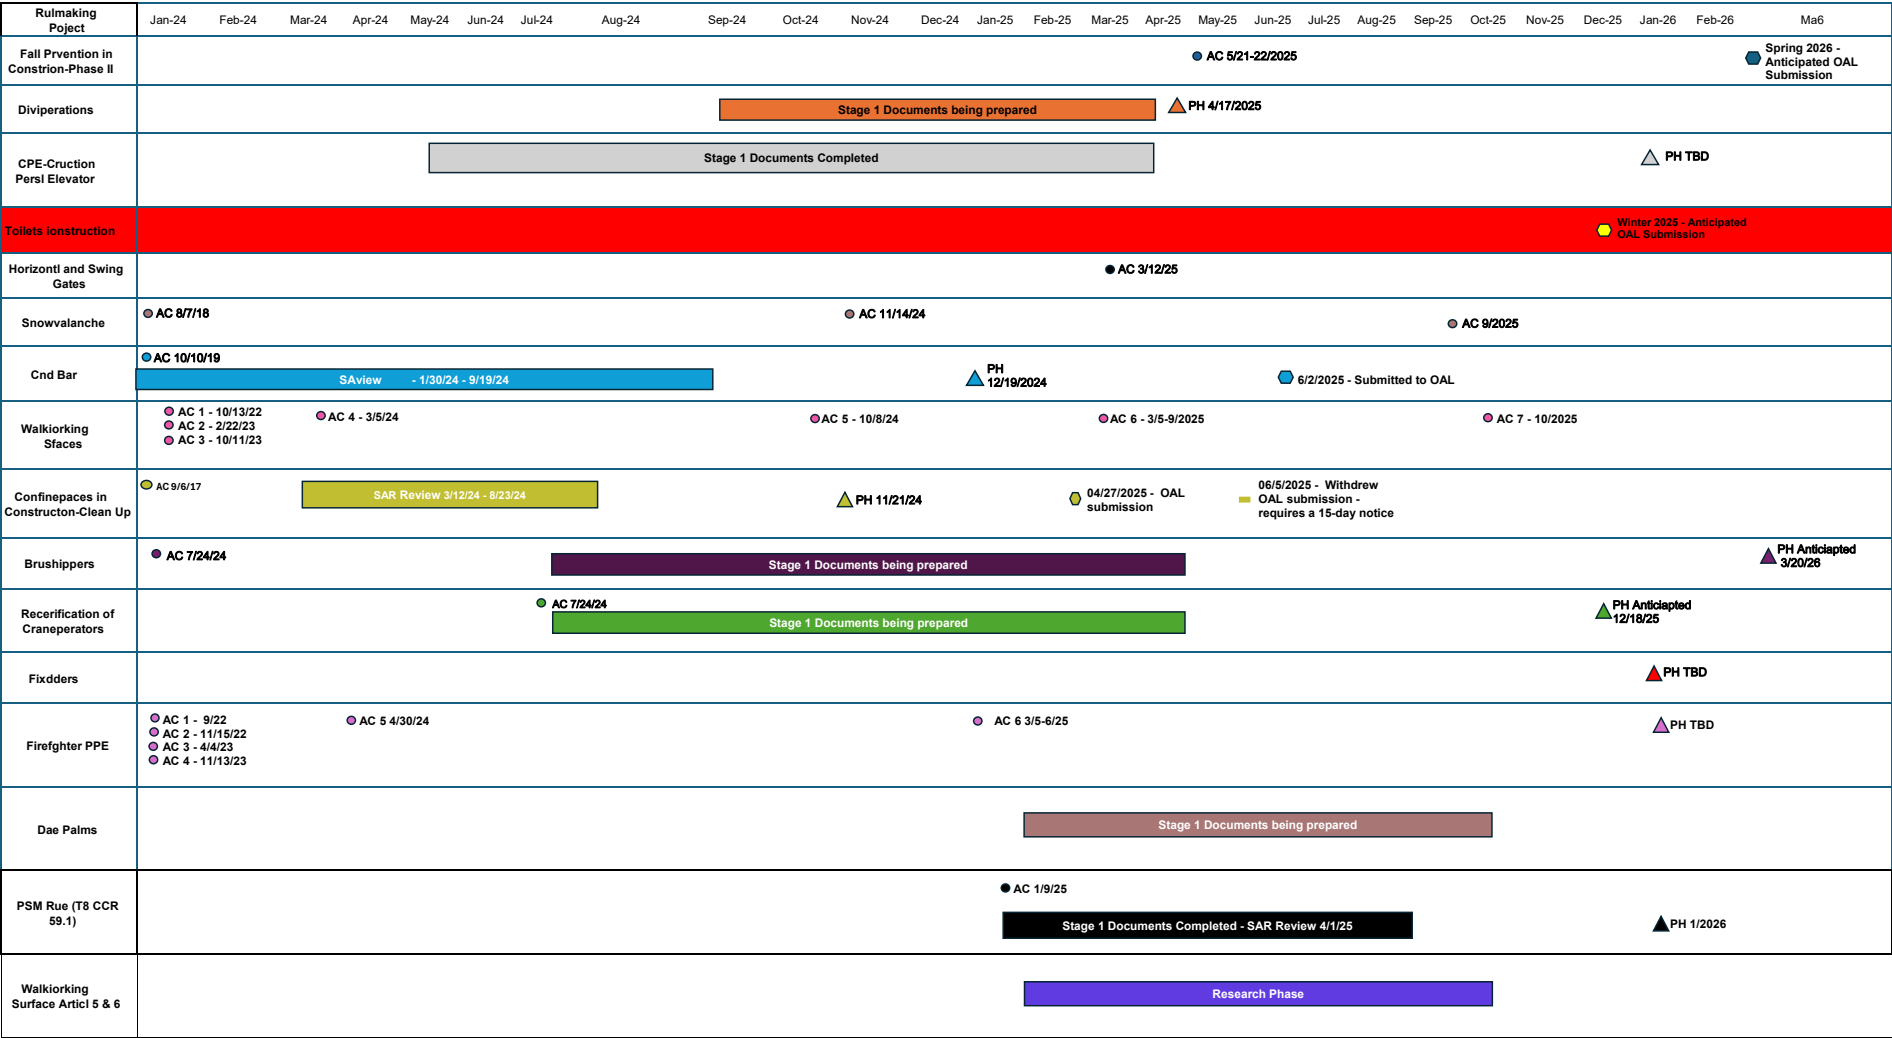 Rulmaking
Poject
Jan-24 Feb-24 Mar-24 Apr-24 May-24 Jun-24 Jul-24 Aug-24 Sep-24 Oct-24 Nov-24 Dec-24 Jan-25 Feb-25 Mar-25 Apr-25 May-25 Jun-25 Jul-25 Aug-25 Sep-25 Oct-25 Nov-25 Dec-25 Jan-26 Feb-26 Ma6
Fall Prvention in
Constrion-Phase II
AC 5/21-22/2025
Spring 2026 -
Anticipated OAL
Submission
Diviperations
Stage 1 Documents being prepared
PH 4/17/2025
CPE-Cruction
Persl Elevator
Stage 1 Documents Completed
PH TBD
Toilets ionstruction
Winter 2025 - Anticipated
OAL Submission
Horizontl and Swing
Gates
AC 3/12/25
Snowvalanche
AC 8/7/18
AC 11/14/24
AC 9/2025
Cnd Bar
AC 10/10/19
SAview - 1/30/24 - 9/19/24
PH
12/19/2024
6/2/2025 - Submitted to OAL
Walkiorking
Sfaces
AC 1 - 10/13/22
AC 2 - 2/22/23
AC 3 - 10/11/23
AC 4 - 3/5/24
AC 5 - 10/8/24
AC 6 - 3/5-9/2025
AC 7 - 10/2025
Confinepaces in
Constructon-Clean Up
AC 9/6/17
SAR Review 3/12/24 - 8/23/24
PH 11/21/24
04/27/2025 - OAL
submission
06/5/2025 - Withdrew
OAL submission -
requires a 15-day notice
Brushippers
AC 7/24/24
Stage 1 Documents being prepared
PH Anticiapted
3/20/26
Recerification of
Craneperators
AC 7/24/24
Stage 1 Documents being prepared
PH Anticiapted
12/18/25
Fixdders
PH TBD
Firefghter PPE
AC 1 - 9/22
AC 2 - 11/15/22
AC 3 - 4/4/23
AC 4 - 11/13/23
AC 5 4/30/24
AC 6 3/5-6/25
PH TBD
Dae Palms
Stage 1 Documents being prepared
PSM Rue (T8 CCR
59.1)
AC 1/9/25
Stage 1 Documents Completed - SAR Review 4/1/25
PH 1/2026
Walkiorking
Surface Articl 5 & 6
Research Phase